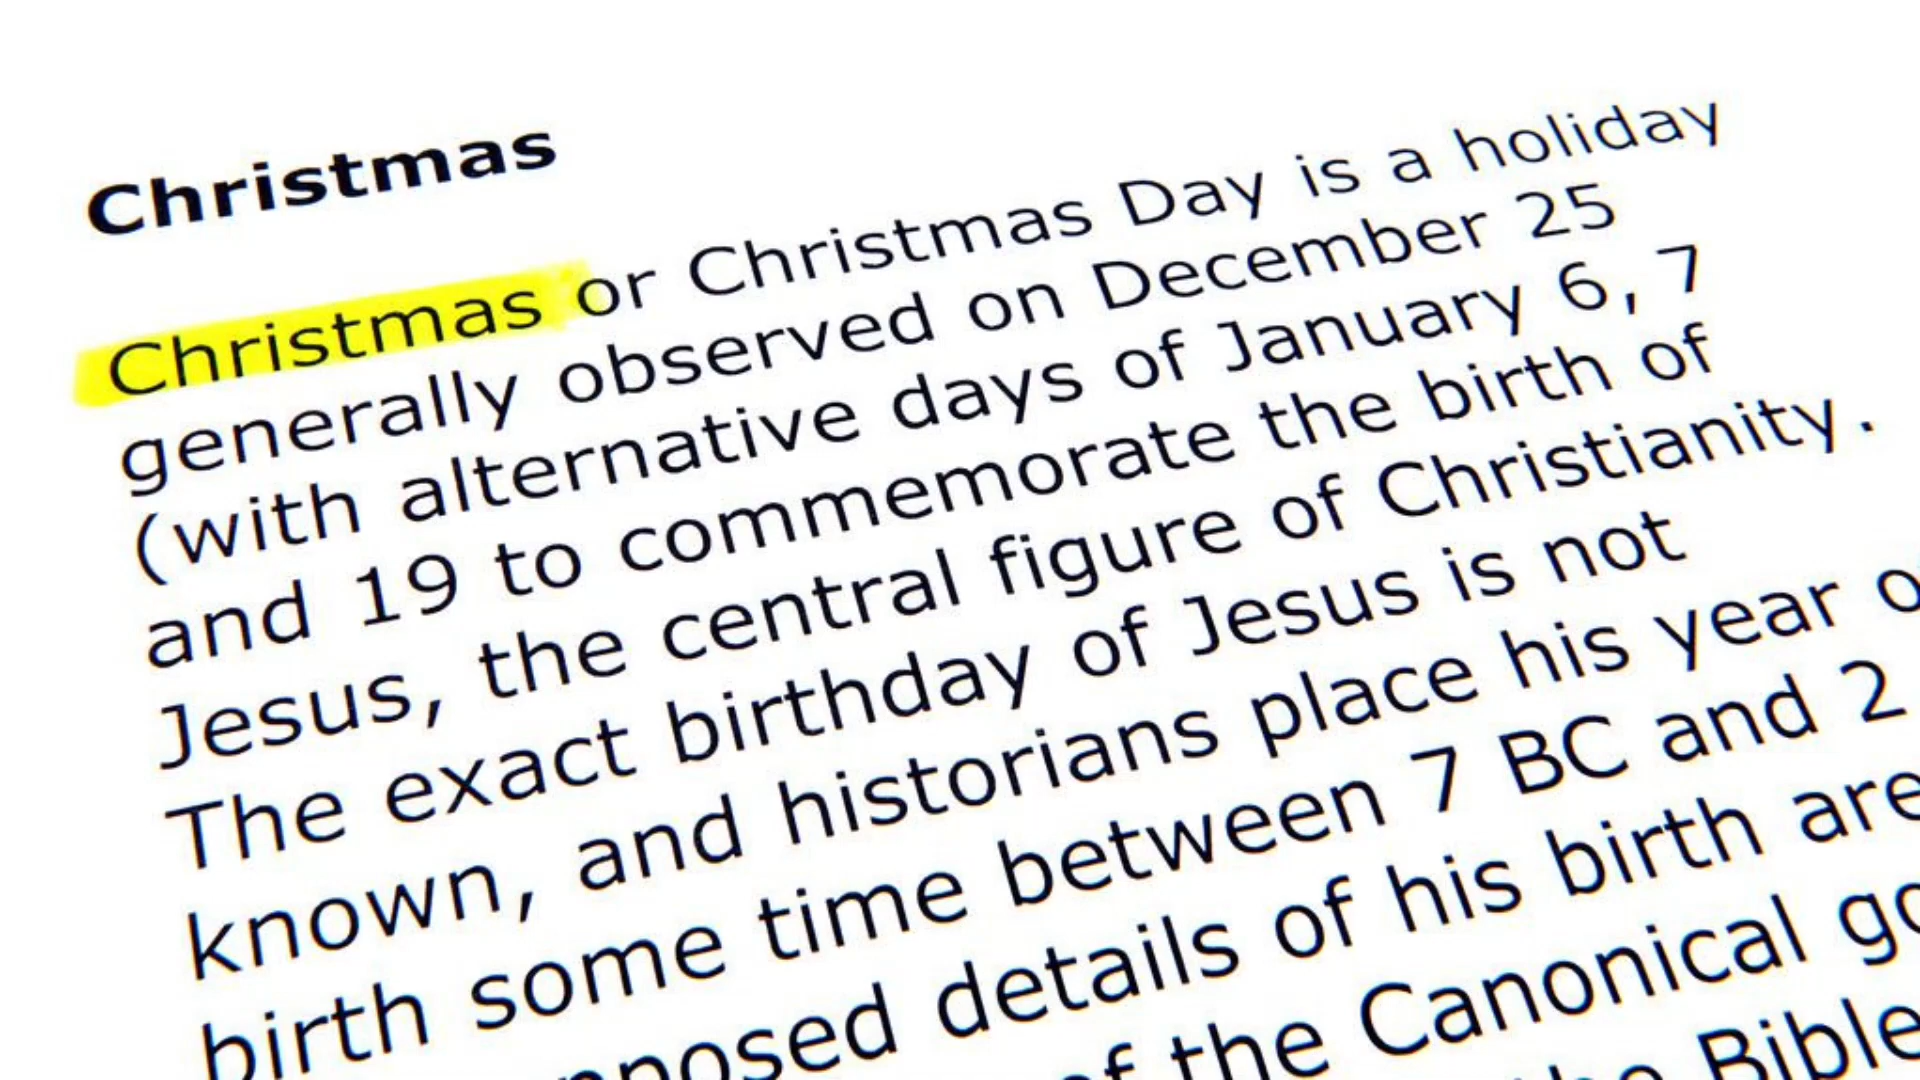 Christmas
Christmas or Christmas Day is a holiday
generally observed on December 25
(with alternative days of January 6, 7
and 19 to commemorate the birth of
Jesus, the central figure of Christianity.
The exact birthday of Jesus is not
known, and historians place his year
birth some time between 7 BC and 2
details of his birth are
the Canonical
Bible